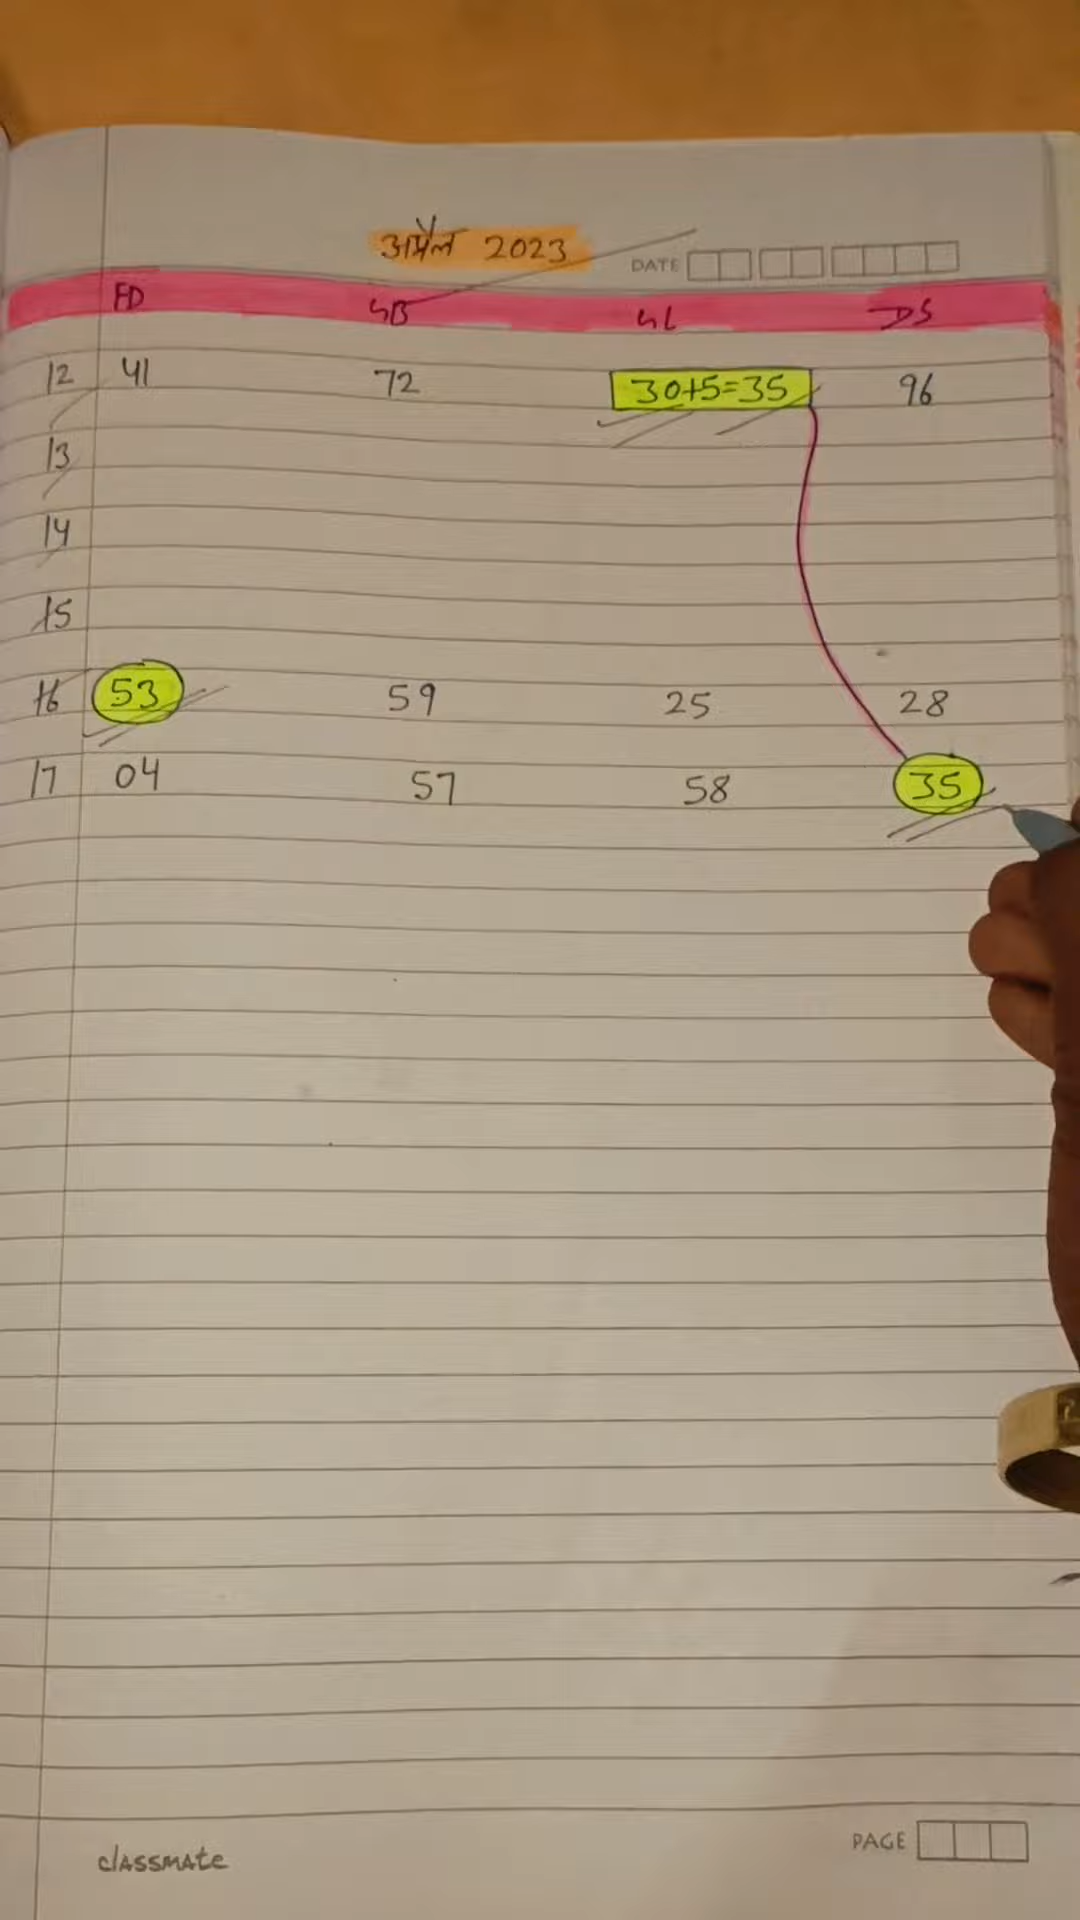 अप्रैल 2023
DATE
FD GB GL DS
12 41 72 30+5=35 96
13
14
15
16 53 59 25 28
17 04 57 58 35
PAGE
classmate